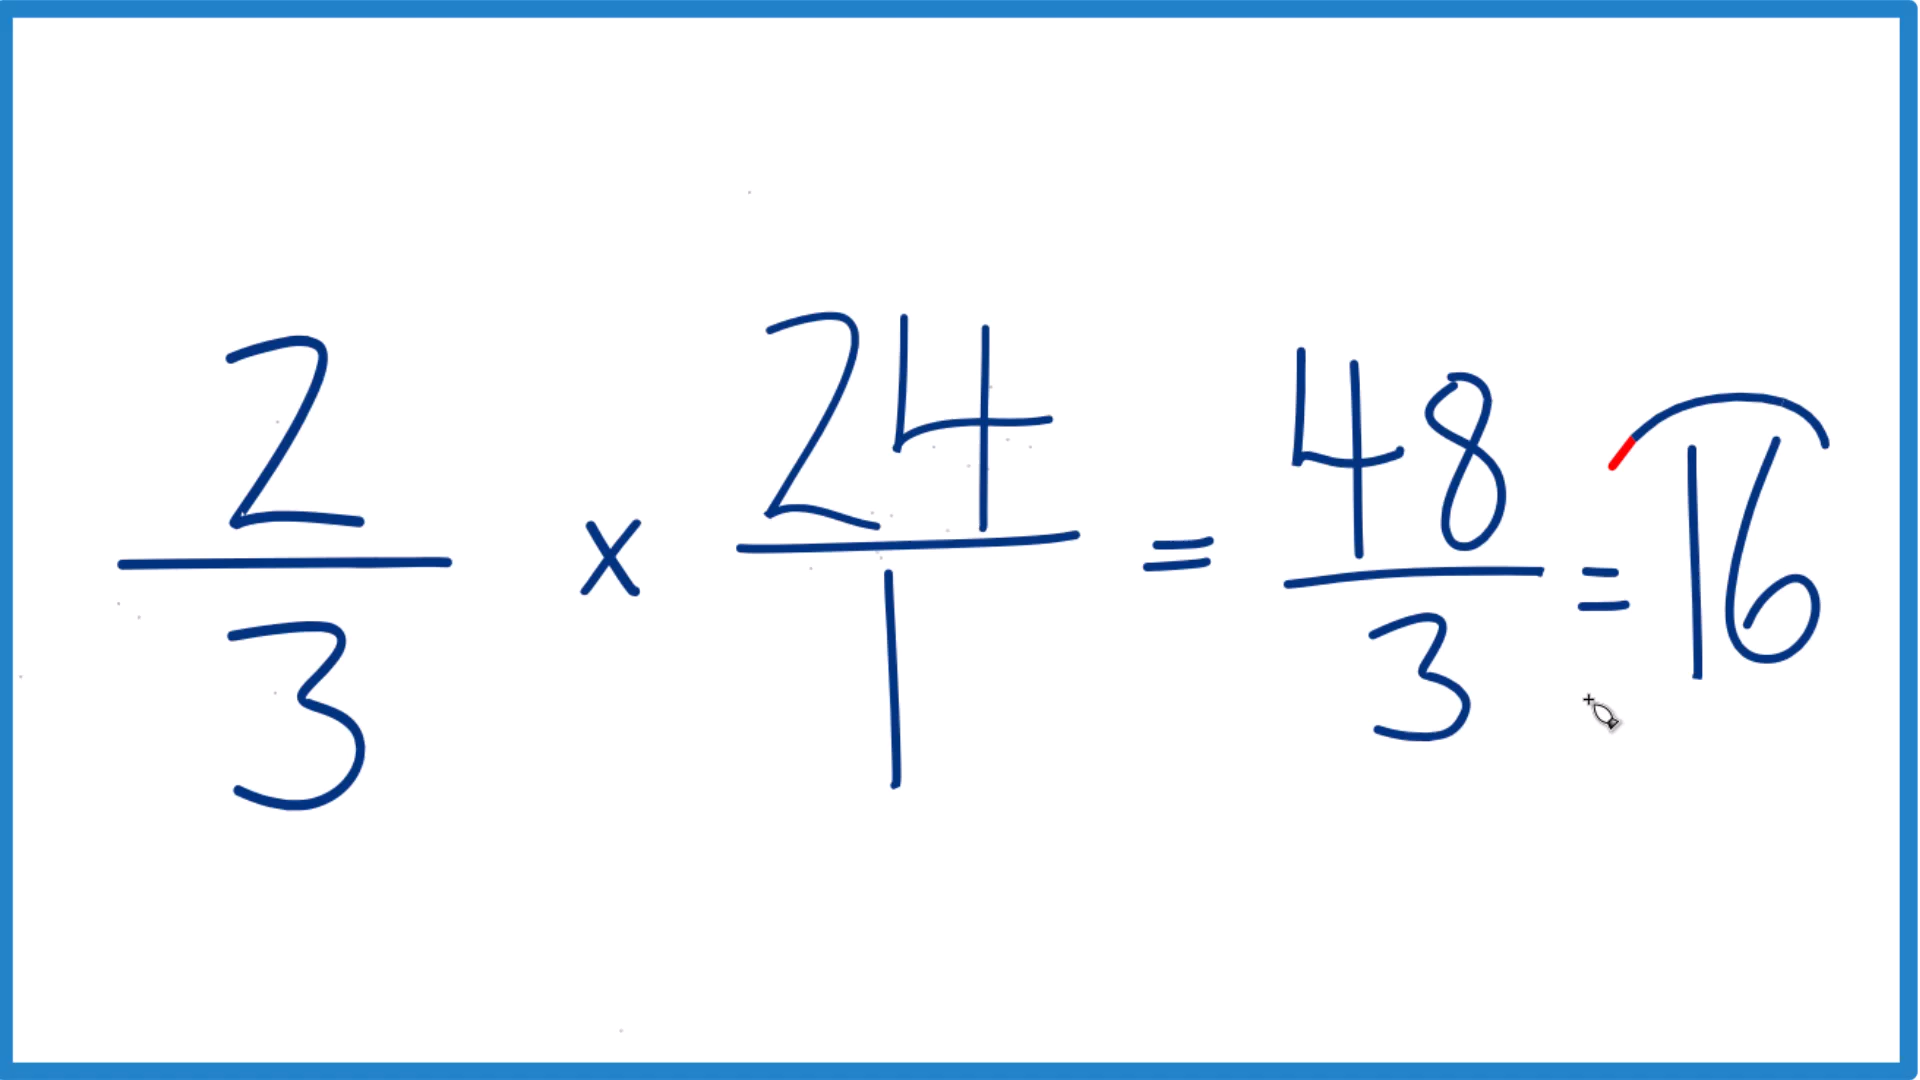 2/3 x 24/1 = 48/3 = 16